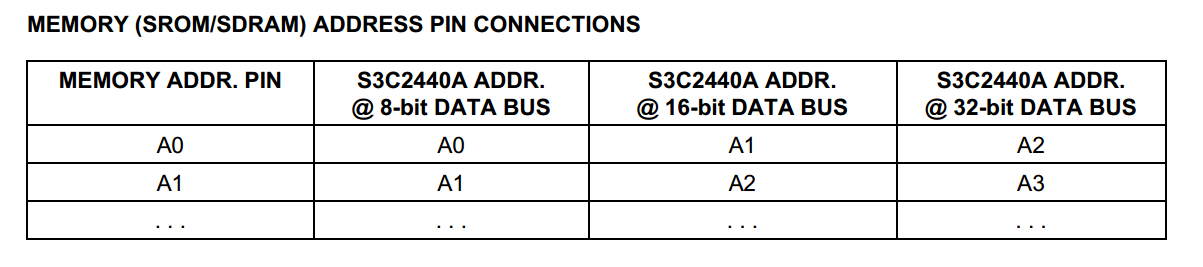 MEMORY (SROM/SDRAM) ADDRESS PIN CONNECTIONS
MEMORY ADDR. PIN S3C2440A ADDR. @ 8-bit DATA BUS S3C2440A ADDR. @ 16-bit DATA BUS S3C2440A ADDR. @ 32-bit DATA BUS
A0 A0 A1 A2
A1 A1 A2 A3
. . . . . . . . . . . .